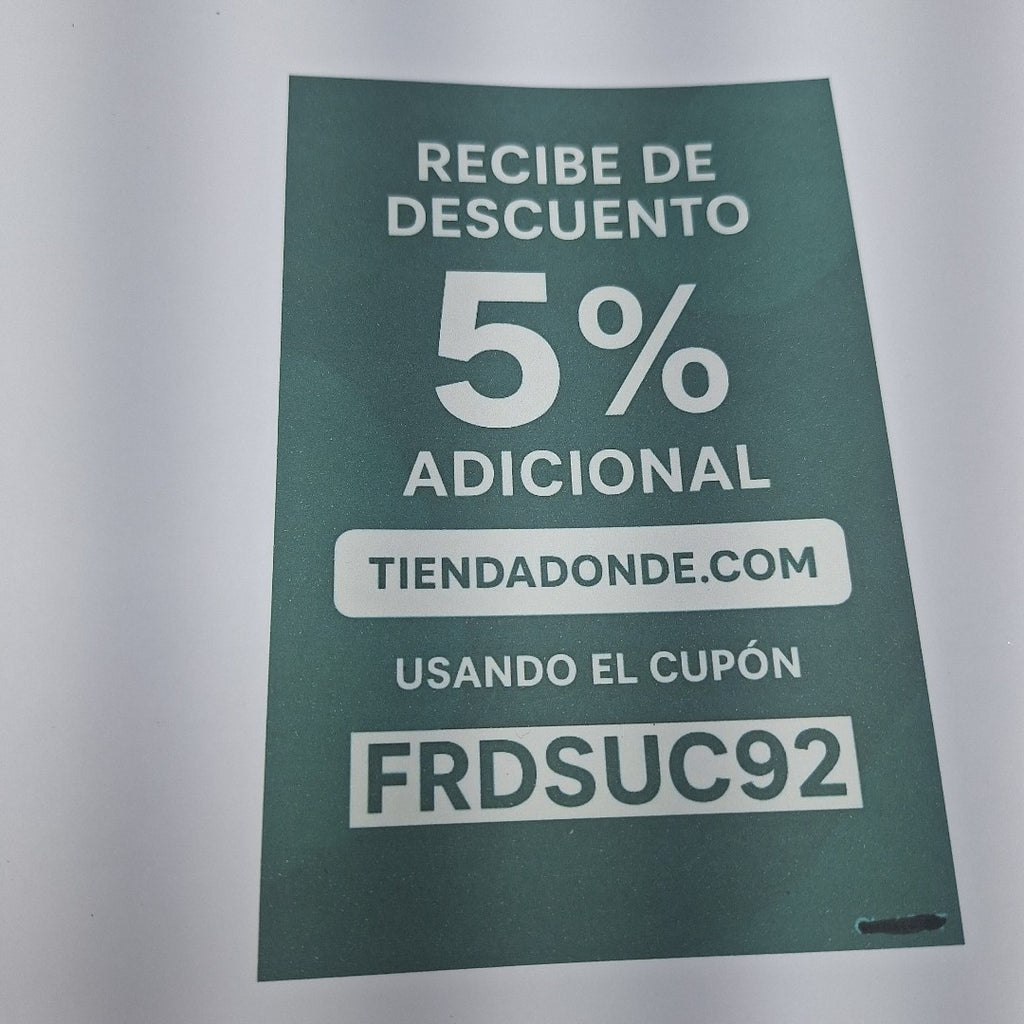 RECIBE DE
DESCUENTO
5%
ADICIONAL
TIENDADONDE.COM
USANDO EL CUPÓN
FRDSUC92